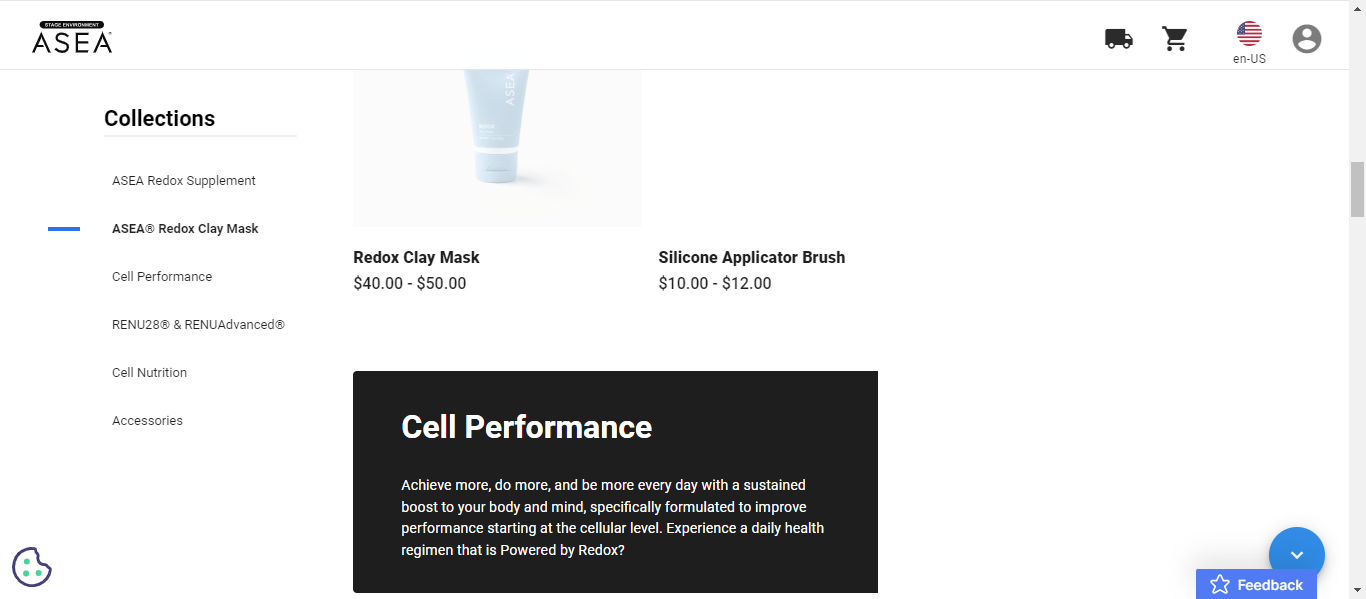 STAGE ENVIRONMENT
ASEA
en-US
Collections
ASEA Redox Supplement
ASEA® Redox Clay Mask
Cell Performance
RENU28® & RENUAdvanced®
Cell Nutrition
Accessories
ASEA
REDOX
Redox Clay Mask
$40.00 - $50.00
Silicone Applicator Brush
$10.00 - $12.00
Cell Performance
Achieve more, do more, and be more every day with a sustained
boost to your body and mind, specifically formulated to improve
performance starting at the cellular level. Experience a daily health
regimen that is Powered by Redox?
Feedback